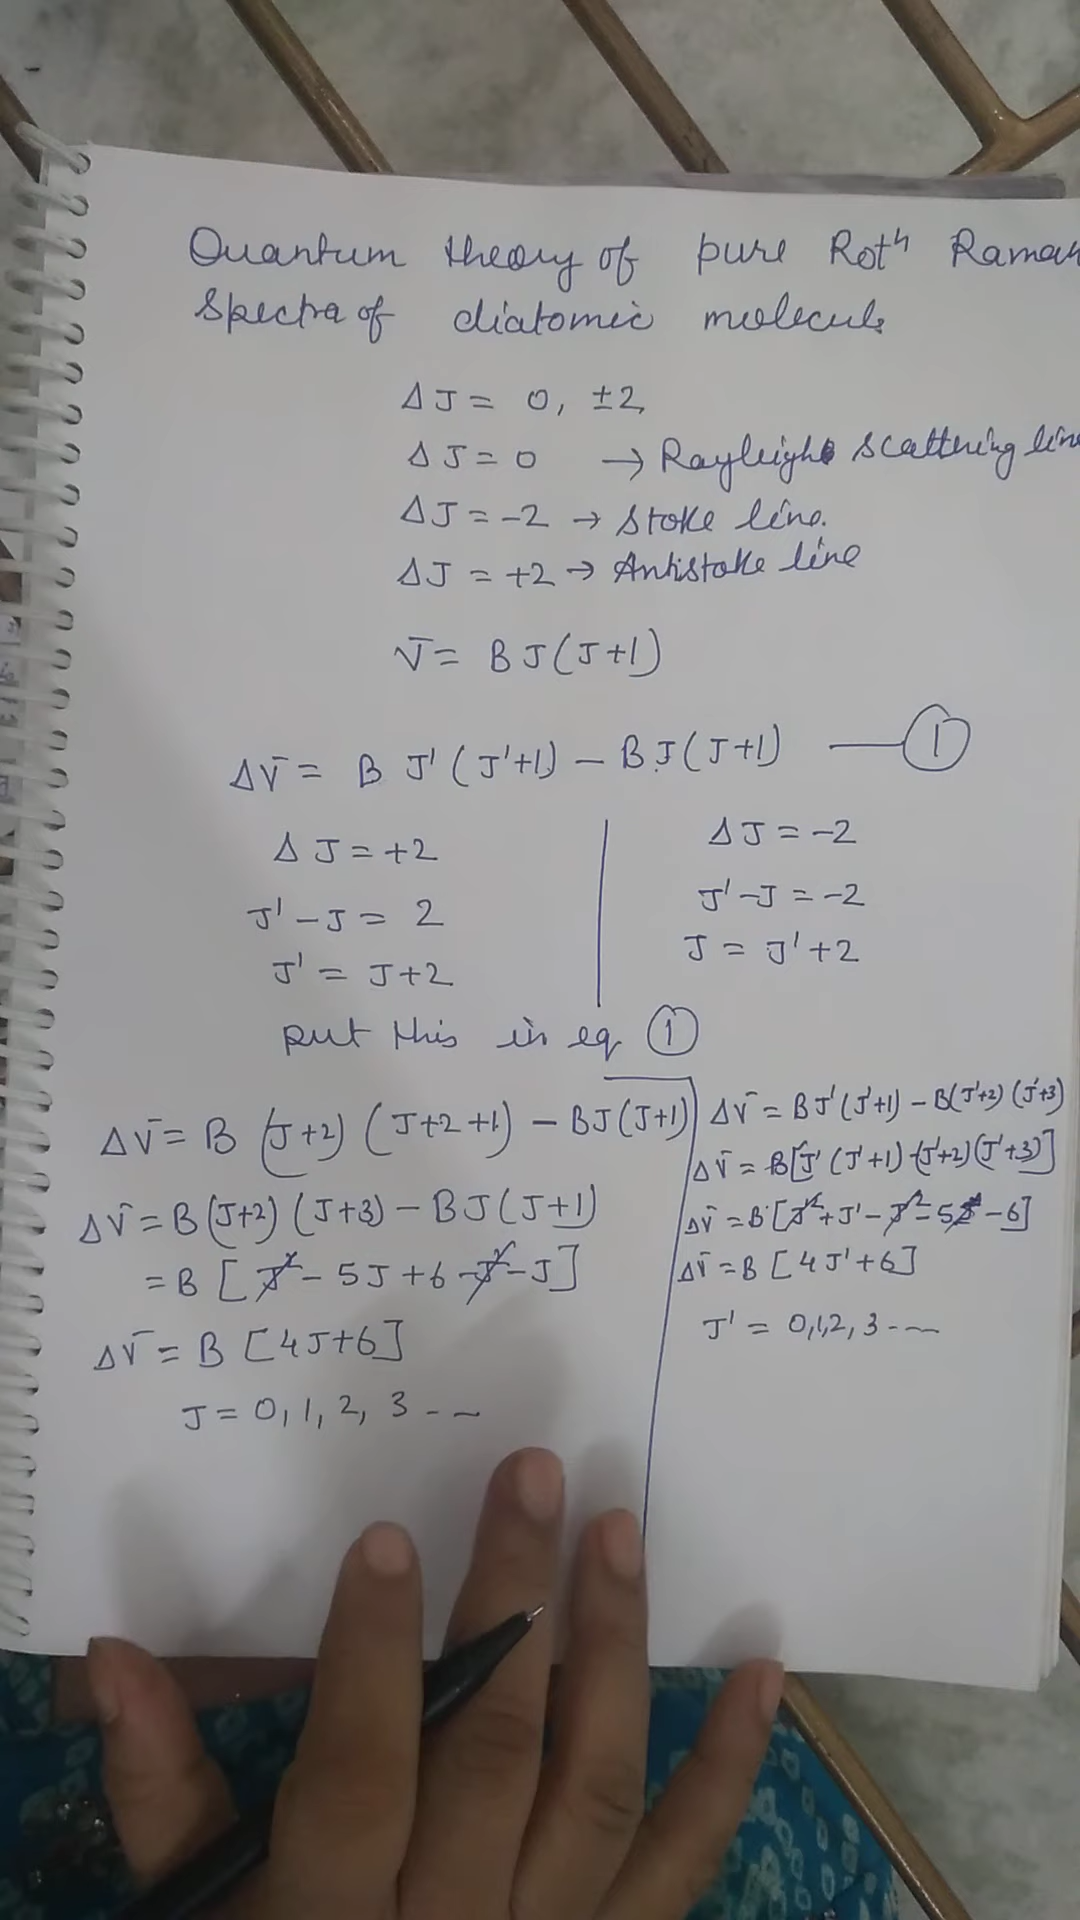 Quantum theory of pure Rotⁿ Raman
Spectra of diatomic molecule
ΔJ = 0, ±2
ΔJ = 0 → Rayleigh scattering line
ΔJ = -2 → Stoke line.
ΔJ = +2 → Antistoke line
ν̄ = BJ(J+1)
Δν̄ = B J'(J'+1) - BJ(J+1) — ①
ΔJ = +2
J' - J = 2
J' = J+2
ΔJ = -2
J' - J = -2
J = J'+2
put this in eq ①
Δν̄ = B (J+2) (J+2+1) - BJ(J+1)
Δν̄ = B(J+2) (J+3) - BJ(J+1)
= B [J² - 5J + 6 - J² - J]
Δν̄ = B [4J+6]
J = 0, 1, 2, 3 - -
Δν̄ = BJ'(J'+1) - B(J'+2) (J'+3)
Δν̄ = B[J'(J'+1) - (J'+2)(J'+3)]
Δν̄ = B[J'² + J' - J'² - 5J' - 6]
Δν̄ = B [4J'+6]
J' = 0,1,2, 3 - - -